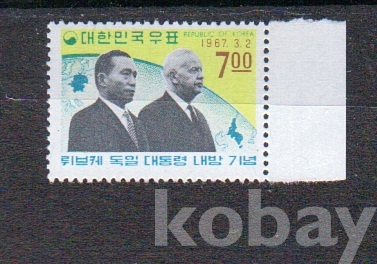 대한민국우표
REPUBLIC OF KOREA
1967.3.2
7.00
뤼브케 독일 대통령 내방 기념
kobay